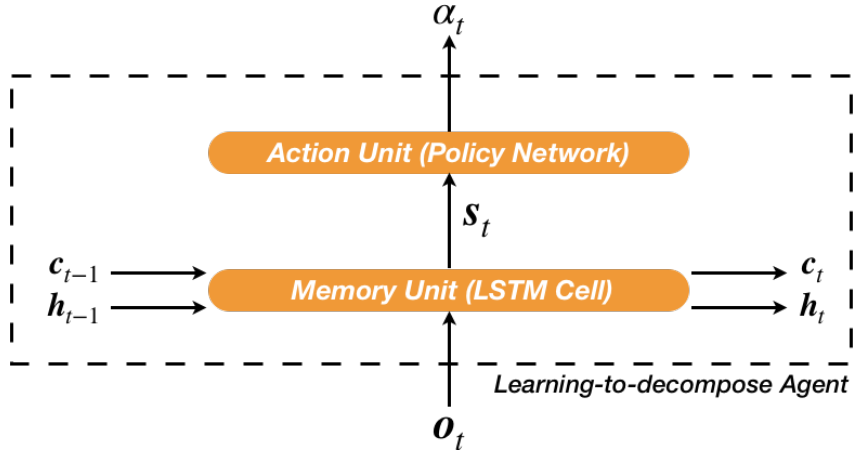 α_t
Action Unit (Policy Network)
s_t
c_{t−1}
c_t
Memory Unit (LSTM Cell)
h_{t−1}
h_t
Learning-to-decompose Agent
o_t